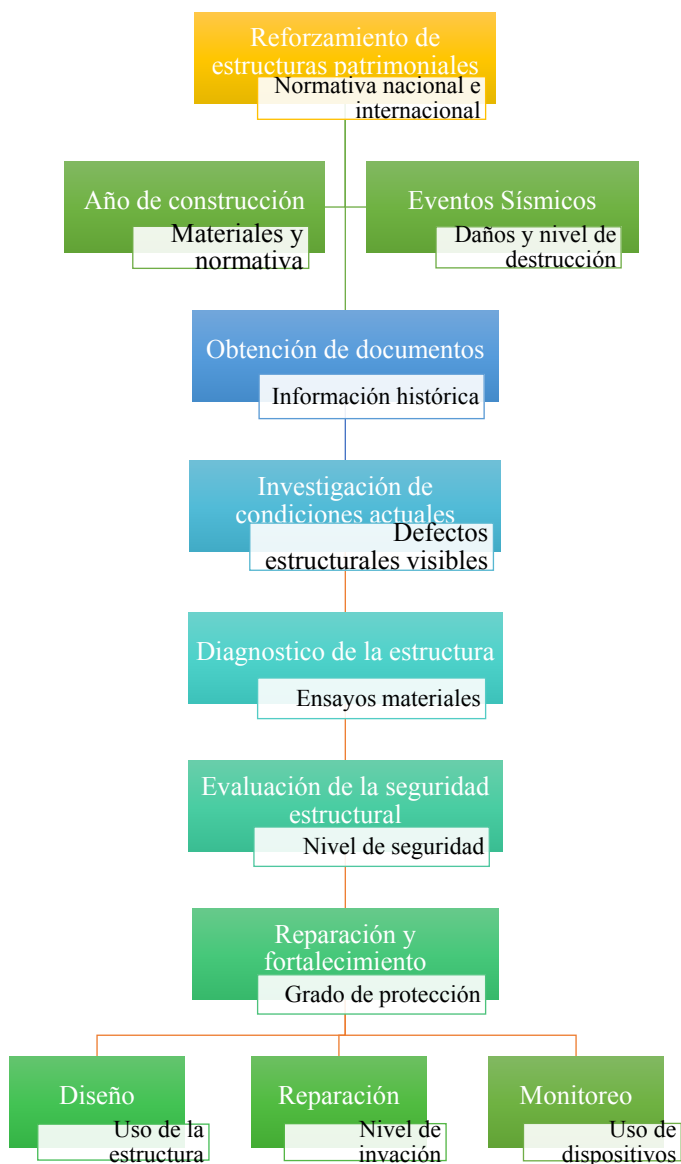 Reforzamiento de
estructuras patrimoniales
Normativa nacional e
internacional
Año de construcción
Materiales y
normativa
Eventos Sísmicos
Daños y nivel de
destrucción
Obtención de documentos
Información histórica
Investigación de
condiciones actuales
Defectos
estructurales visibles
Diagnostico de la estructura
Ensayos materiales
Evaluación de la seguridad
estructural
Nivel de seguridad
Reparación y
fortalecimiento
Grado de protección
Diseño
Uso de la
estructura
Reparación
Nivel de
invación
Monitoreo
Uso de
dispositivos